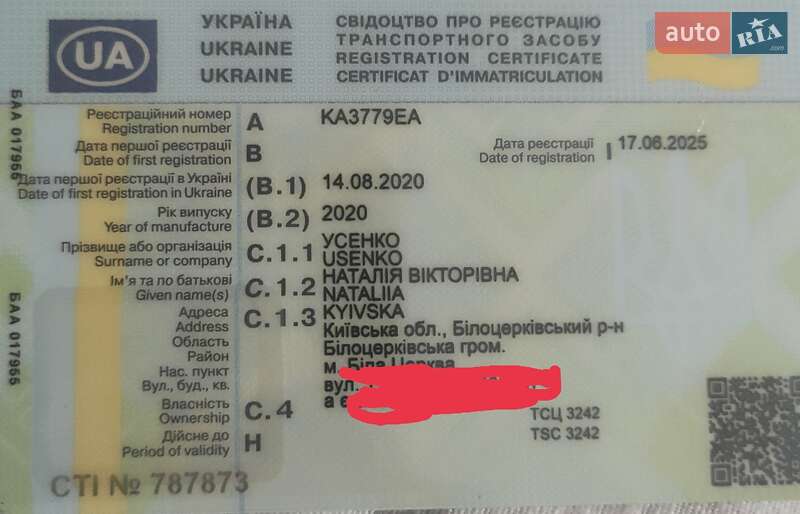 УКРАЇНА
UKRAINE
UKRAINE
СВІДОЦТВО ПРО РЕЄСТРАЦІЮ
ТРАНСПОРТНОГО ЗАСОБУ
REGISTRATION CERTIFICATE
CERTIFICAT D'IMMATRICULATION
UA
auto RIA.com
БАА 017955
БАА 017955
Реєстраційний номер
Registration number
A
KA3779EA
Дата першої реєстрації
Date of first registration
B
Дата реєстрації
Date of registration
I
17.06.2025
Дата першої реєстрації в Україні
Date of first registration in Ukraine
(B.1)
14.08.2020
Рік випуску
Year of manufacture
(B.2)
2020
Прізвище або організація
Surname or company
C.1.1
УСЕНКО
USENKO
Ім'я та по батькові
Given name(s)
C.1.2
НАТАЛІЯ ВІКТОРІВНА
NATALIIA
Адреса
Address
Область
Район
Нас. пункт
Вул., буд., кв.
C.1.3
KYIVSKA
Київська обл., Білоцерківський р-н
Білоцерківська гром.
м. Біла Церква
вул.
а є
Власність
Ownership
C.4
ТСЦ 3242
TSC 3242
Дійсне до
Period of validity
H
СТІ № 787873